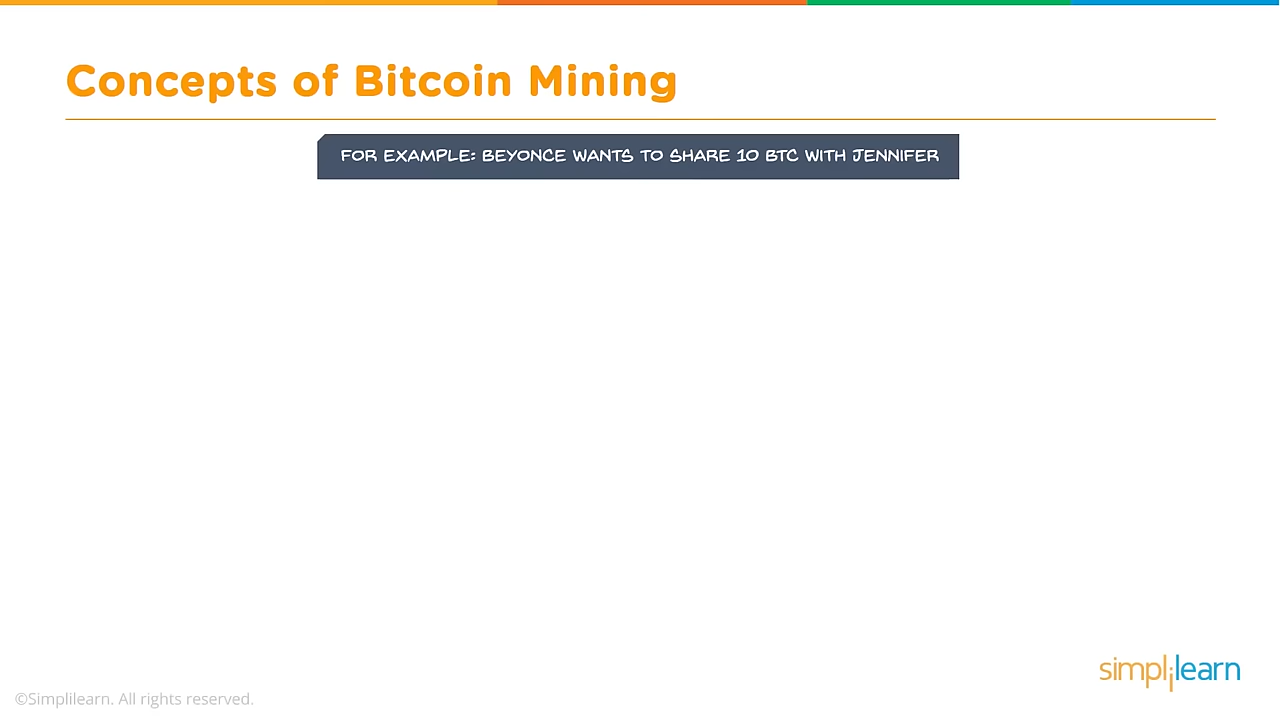 Concepts of Bitcoin Mining
FOR EXAMPLE: BEYONCE WANTS TO SHARE 10 BTC WITH JENNIFER
simplilearn
©Simplilearn. All rights reserved.